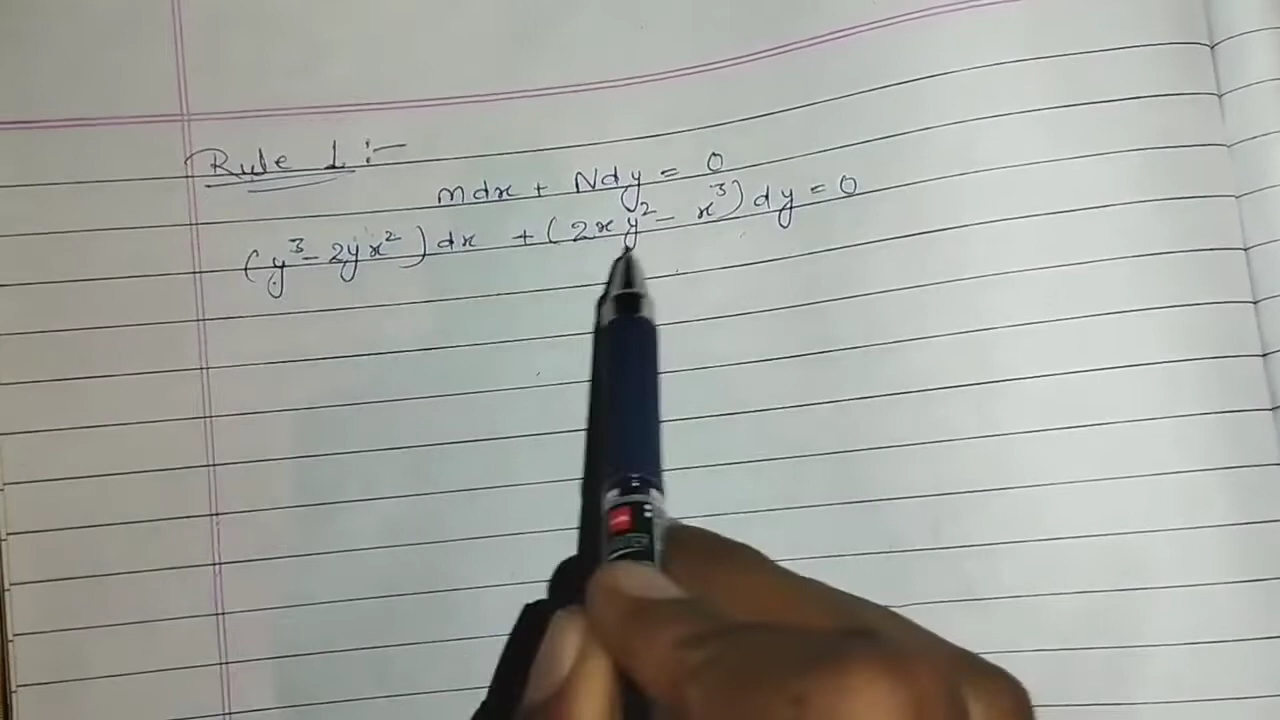 Rule 1 :-
Mdx + Ndy = 0
(y³ - 2yx²) dx + (2xy² - x³) dy = 0